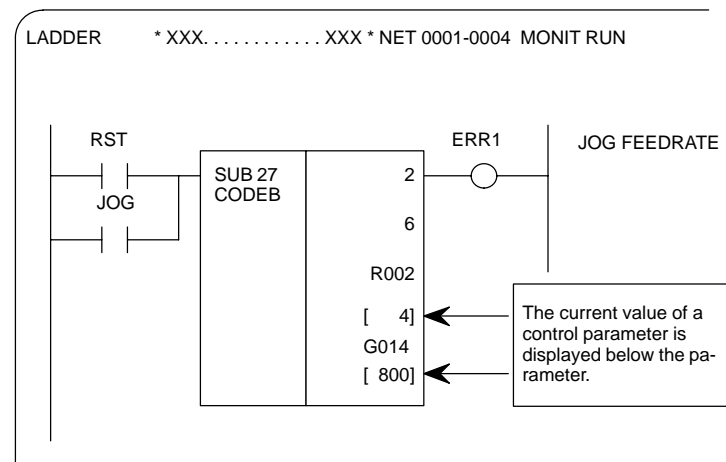 LADDER * XXX. . . . . . . . . . . . XXX * NET 0001-0004 MONIT RUN
RST
ERR1
JOG FEEDRATE
SUB 27
CODEB
2
JOG
6
R002
[ 4]
G014
[ 800]
The current value of a
control parameter is
displayed below the pa-
rameter.